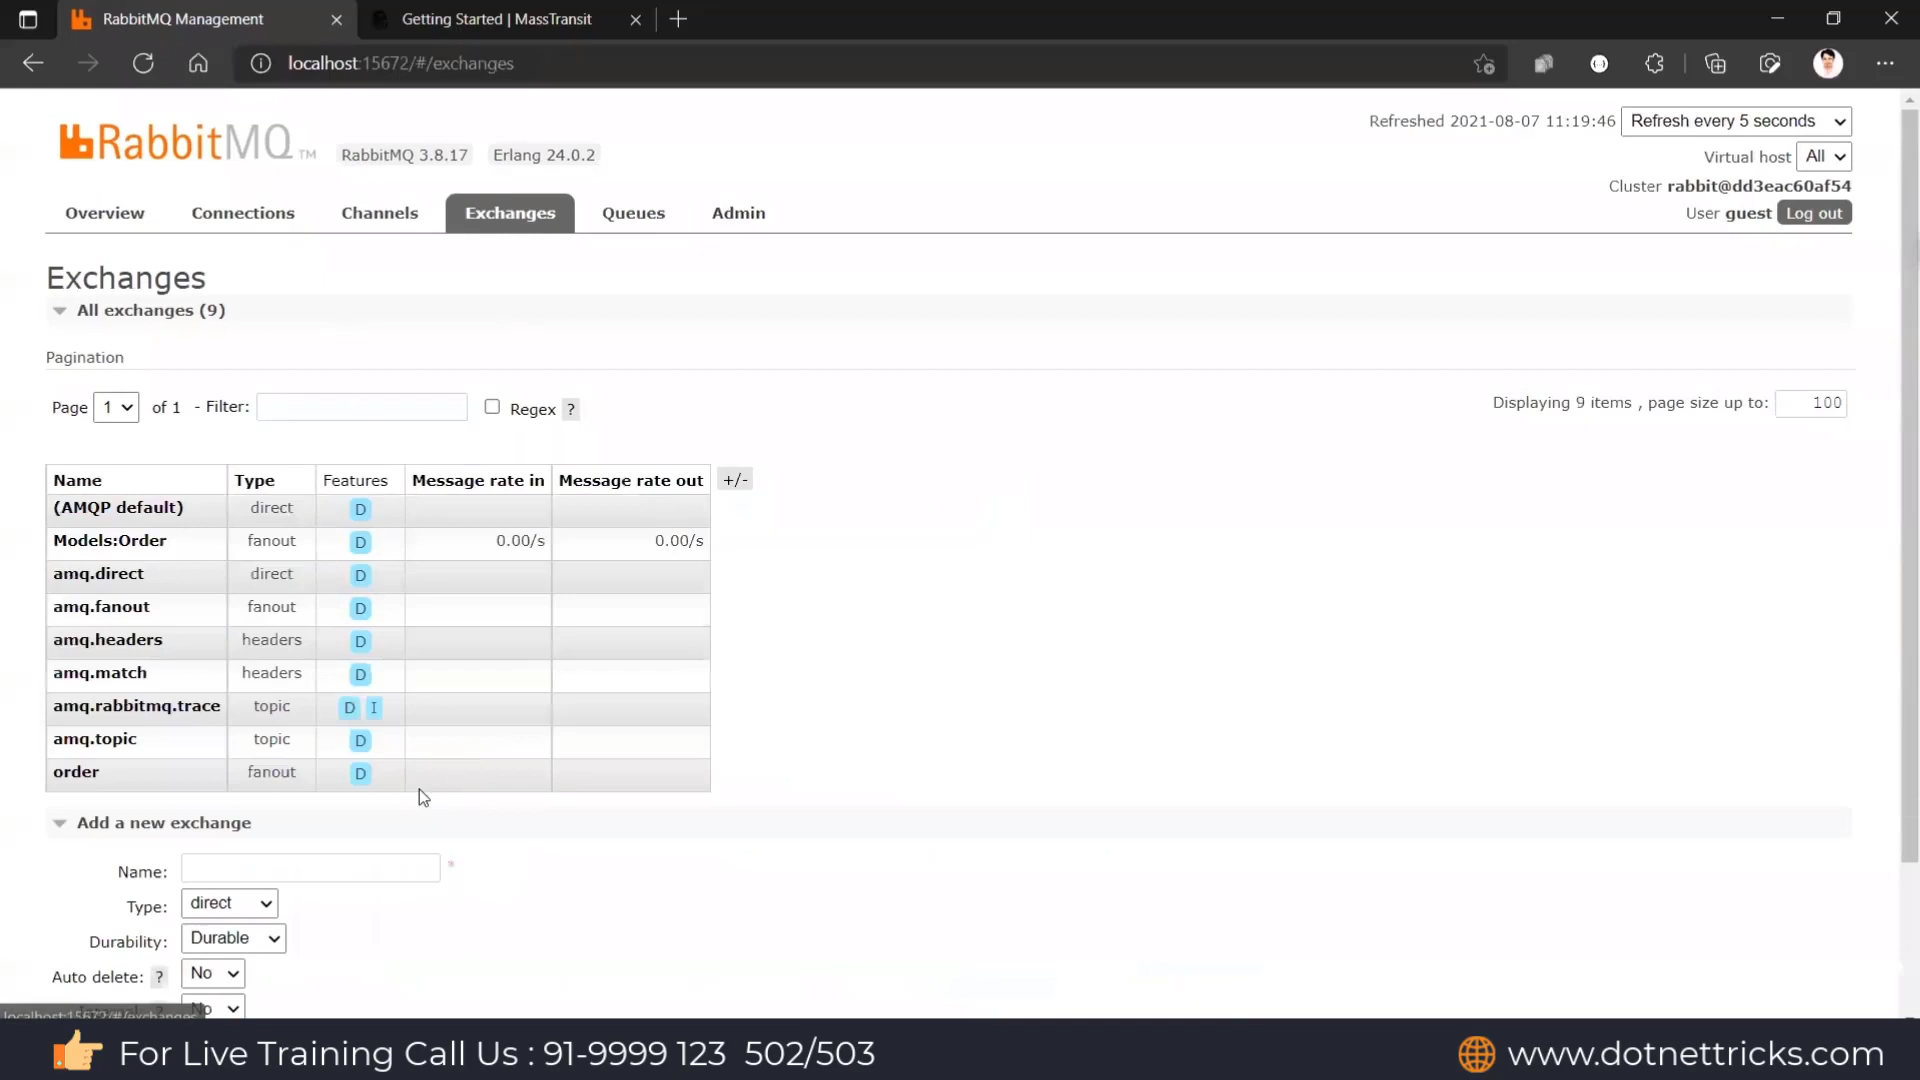 RabbitMQ Management
Getting Started | MassTransit
localhost:15672/#/exchanges
RabbitMQ TM
RabbitMQ 3.8.17 Erlang 24.0.2
Refreshed 2021-08-07 11:19:46 Refresh every 5 seconds
Virtual host All
Cluster rabbit@dd3eac60af54
User guest Log out
Overview Connections Channels Exchanges Queues Admin
Exchanges
All exchanges (9)
Pagination
Page 1 of 1 - Filter: Regex ?
Displaying 9 items , page size up to: 100
Name Type Features Message rate in Message rate out +/-
(AMQP default) direct D
Models:Order fanout D 0.00/s 0.00/s
amq.direct direct D
amq.fanout fanout D
amq.headers headers D
amq.match headers D
amq.rabbitmq.trace topic D I
amq.topic topic D
order fanout D
Add a new exchange
Name: *
Type: direct
Durability: Durable
Auto delete: ? No
No
localhost:15672/#/exchanges
For Live Training Call Us : 91-9999 123 502/503
www.dotnettricks.com